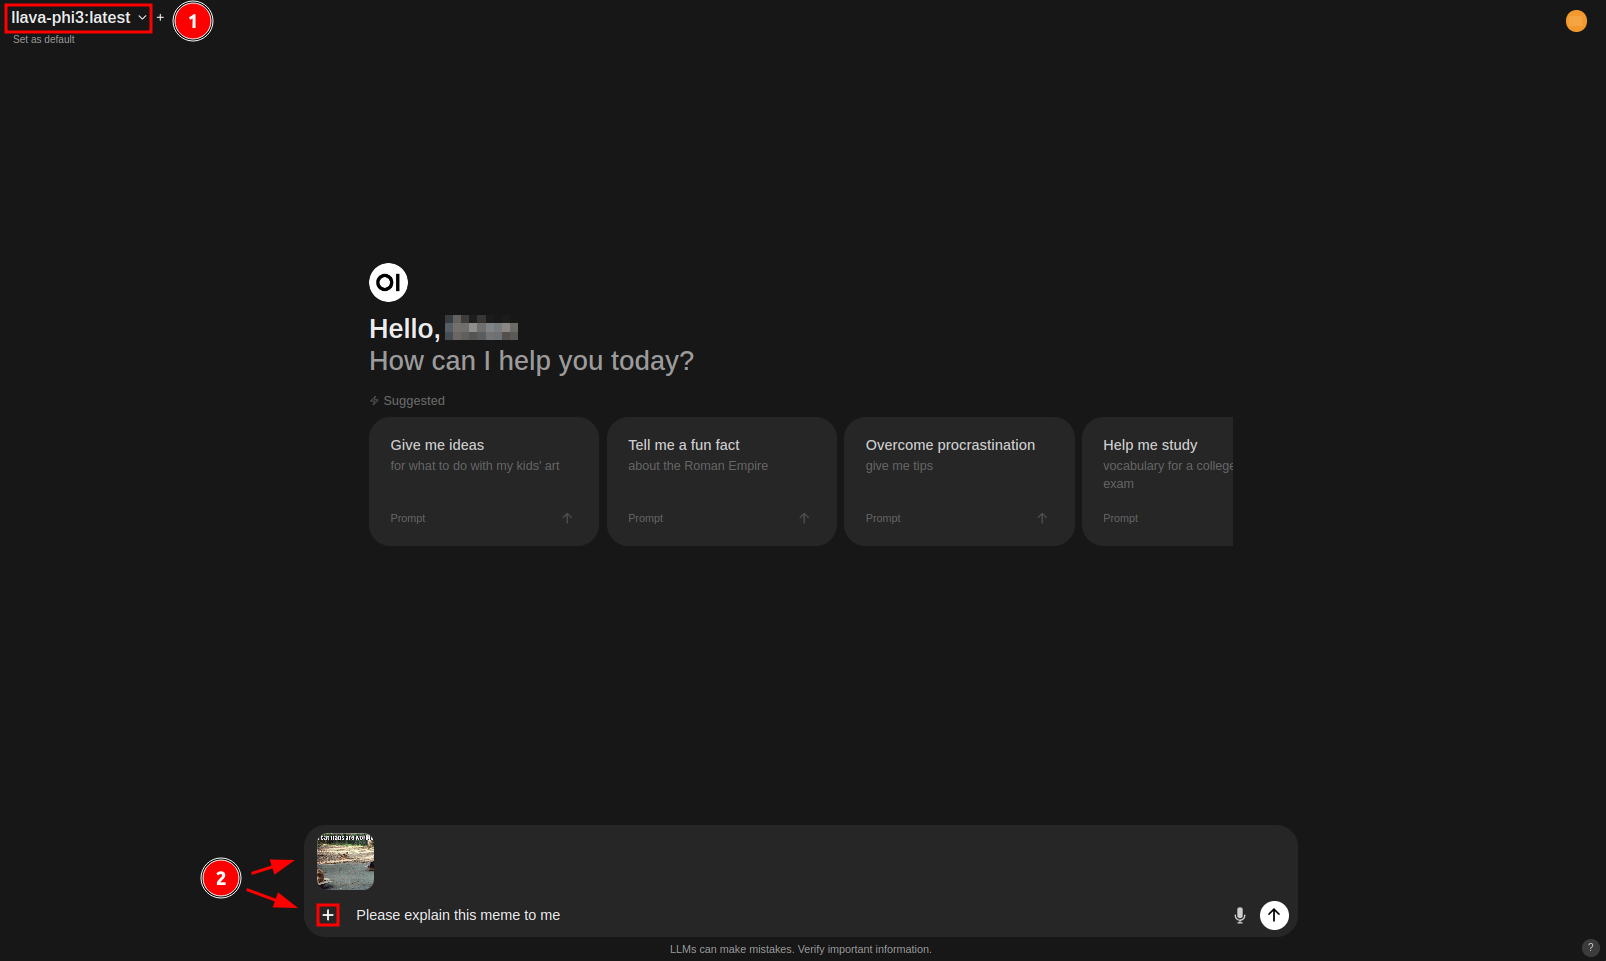 llava-phi3:latest
1
Set as default
OI
Hello,
How can I help you today?
Suggested
Give me ideas
for what to do with my kids' art
Prompt
Tell me a fun fact
about the Roman Empire
Prompt
Overcome procrastination
give me tips
Prompt
Help me study
vocabulary for a college
exam
Prompt
2
Please explain this meme to me
LLMs can make mistakes. Verify important information.
?